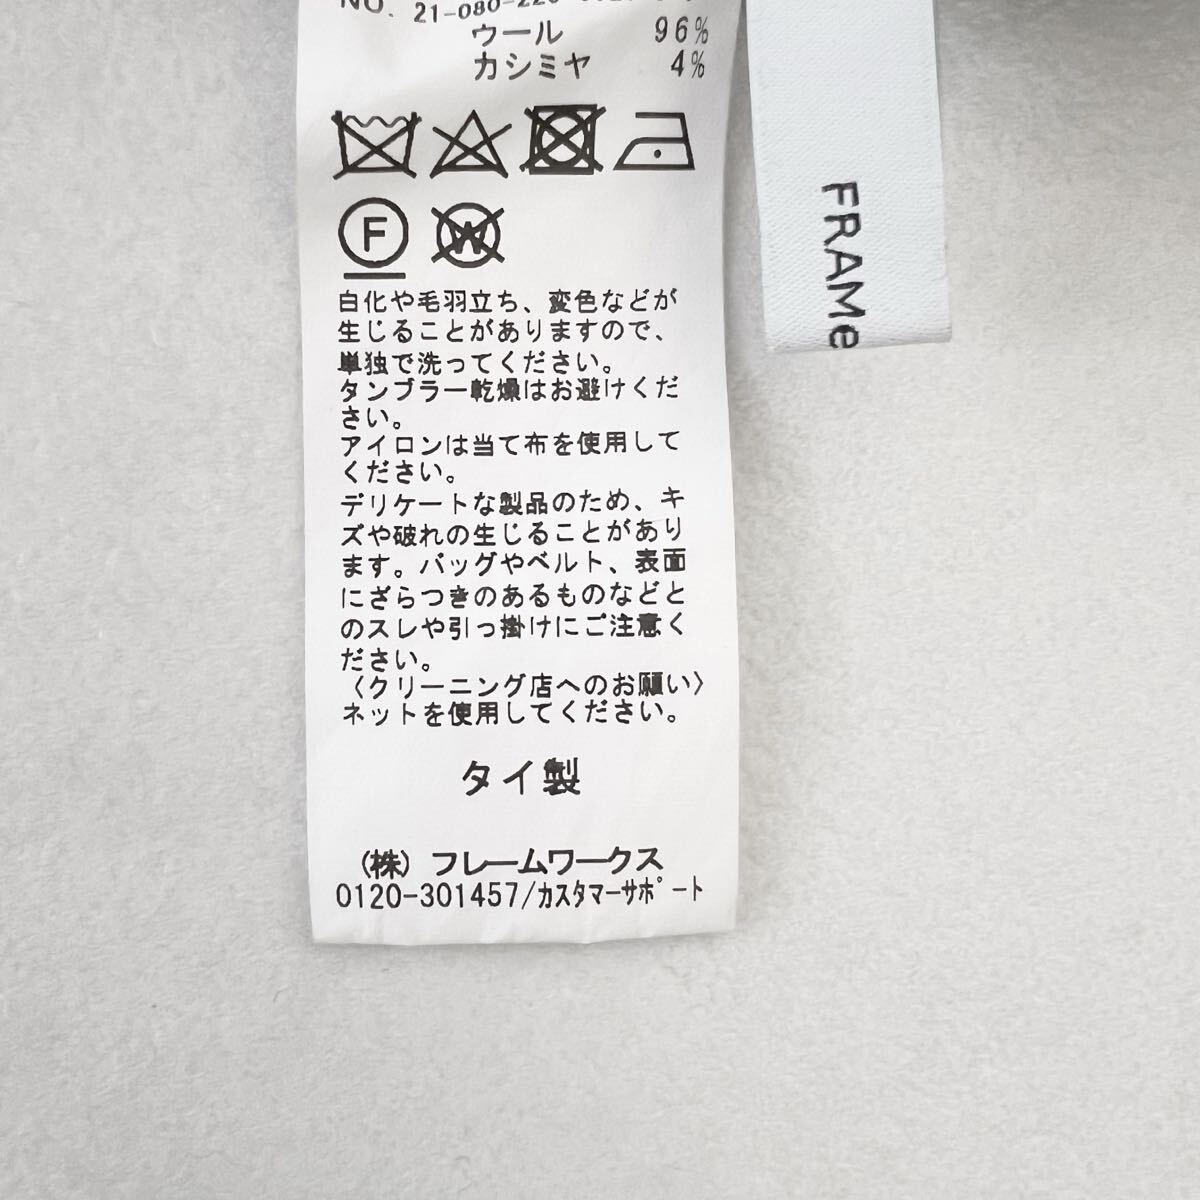 NO.
ウール 96%
カシミヤ 4%
F
W
白化や毛羽立ち、変色などが
生じることがありますので、
単独で洗ってください。
タンブラー乾燥はお避けくだ
さい。
アイロンは当て布を使用して
ください。
デリケートな製品のため、キ
ズや破れの生じることがあり
ます。バッグやベルト、表面
にざらつきのあるものなどと
のスレや引っ掛けにご注意く
ださい。
〈クリーニング店へのお願い〉
ネットを使用してください。
タイ製
(株) フレームワークス
0120-301457/カスタマーサポート
FRAMe